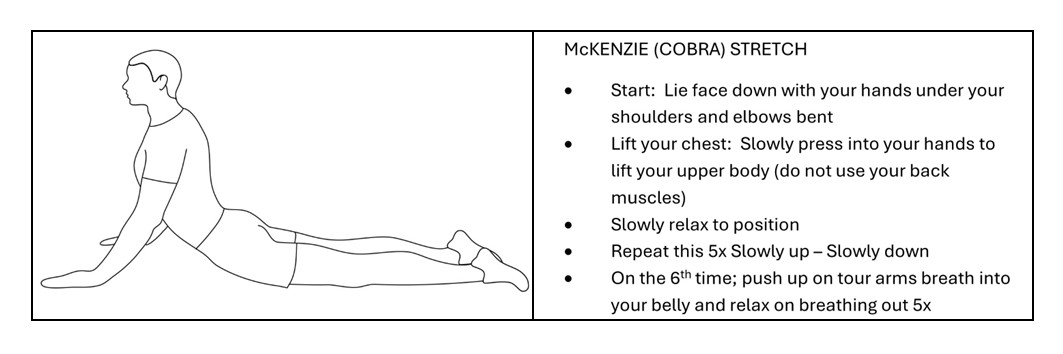 McKENZIE (COBRA) STRETCH
• Start: Lie face down with your hands under your
shoulders and elbows bent
• Lift your chest: Slowly press into your hands to
lift your upper body (do not use your back
muscles)
• Slowly relax to position
• Repeat this 5x Slowly up – Slowly down
• On the 6th time; push up on tour arms breath into
your belly and relax on breathing out 5x